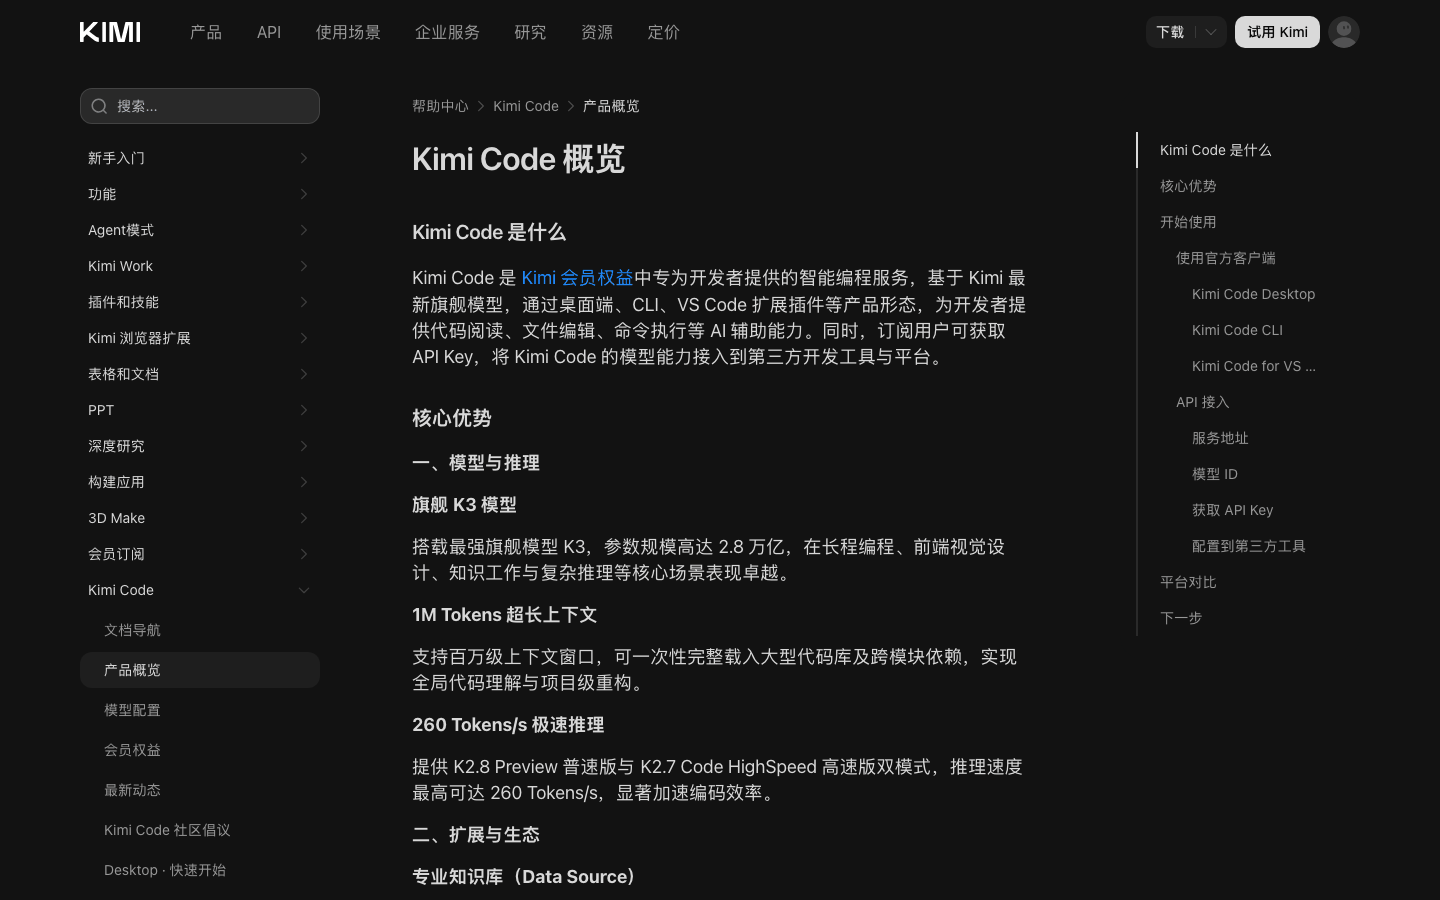 KIMI
产品
API
使用场景
企业服务
研究
资源
定价
下载
试用 Kimi
搜索...
新手入门
功能
Agent模式
Kimi Work
插件和技能
Kimi 浏览器扩展
表格和文档
PPT
深度研究
构建应用
3D Make
会员订阅
Kimi Code
文档导航
产品概览
模型配置
会员权益
最新动态
Kimi Code 社区倡议
Desktop · 快速开始
帮助中心 > Kimi Code > 产品概览
Kimi Code 概览
Kimi Code 是什么
Kimi Code 是 Kimi 会员权益中专为开发者提供的智能编程服务，基于 Kimi 最
新旗舰模型，通过桌面端、CLI、VS Code 扩展插件等产品形态，为开发者提
供代码阅读、文件编辑、命令执行等 AI 辅助能力。同时，订阅用户可获取
API Key，将 Kimi Code 的模型能力接入到第三方开发工具与平台。
核心优势
一、模型与推理
旗舰 K3 模型
搭载最强旗舰模型 K3，参数规模高达 2.8 万亿，在长程编程、前端视觉设
计、知识工作与复杂推理等核心场景表现卓越。
1M Tokens 超长上下文
支持百万级上下文窗口，可一次性完整载入大型代码库及跨模块依赖，实现
全局代码理解与项目级重构。
260 Tokens/s 极速推理
提供 K2.8 Preview 普速版与 K2.7 Code HighSpeed 高速版双模式，推理速度
最高可达 260 Tokens/s，显著加速编码效率。
二、扩展与生态
专业知识库（Data Source）
Kimi Code 是什么
核心优势
开始使用
使用官方客户端
Kimi Code Desktop
Kimi Code CLI
Kimi Code for VS ...
API 接入
服务地址
模型 ID
获取 API Key
配置到第三方工具
平台对比
下一步